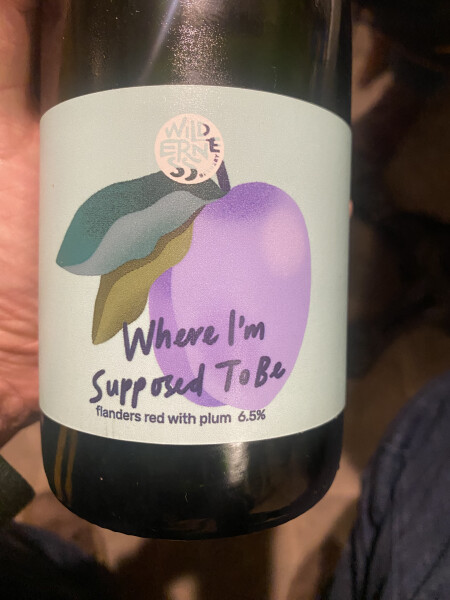 WILD
ERNE
SS
Where I'm
Supposed To Be
flanders red with plum 6.5%